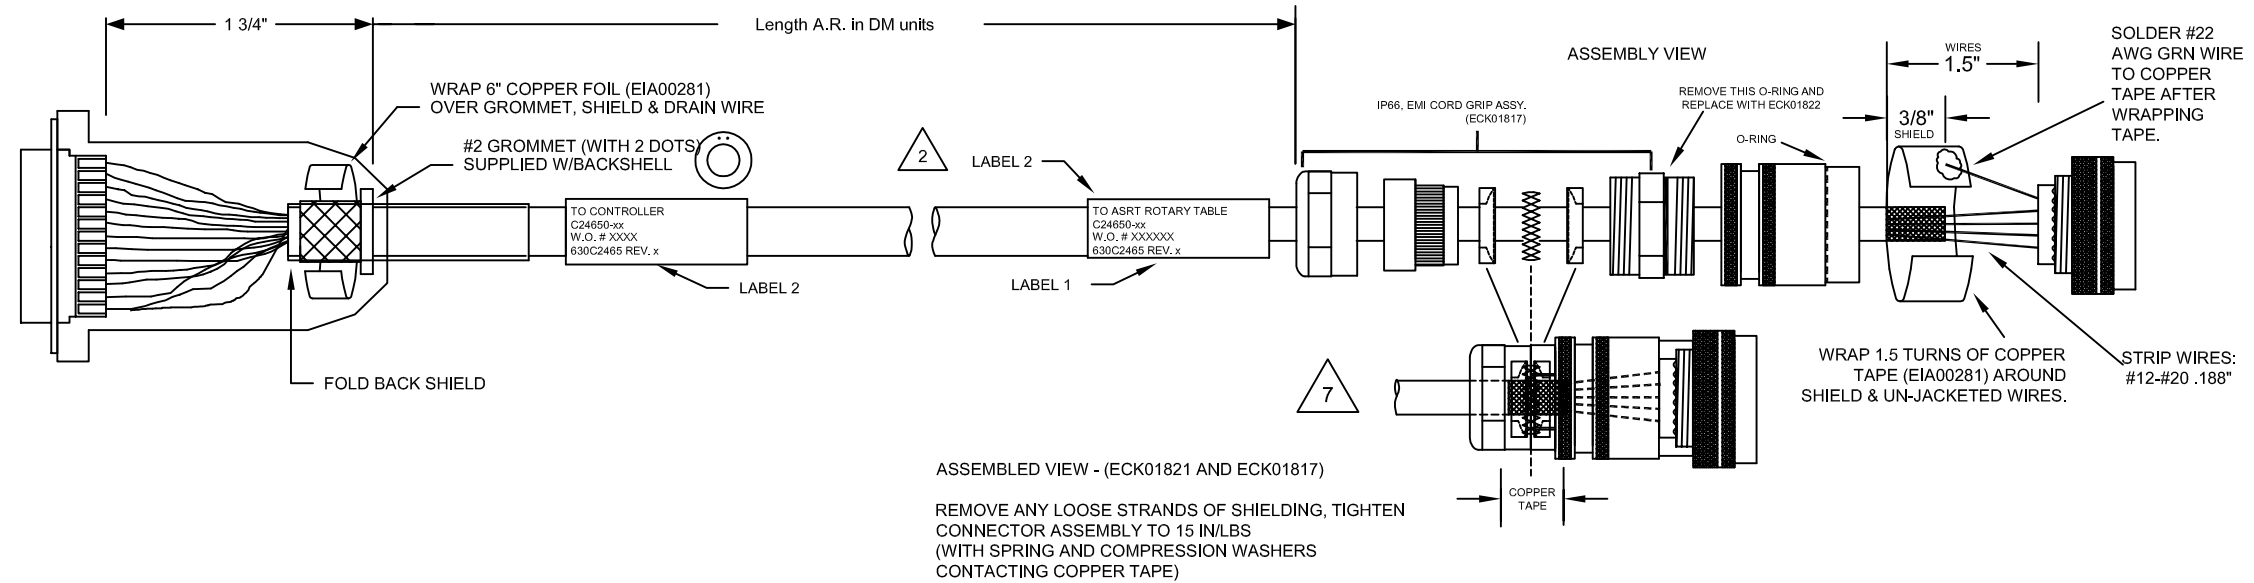 1 3/4"
Length A.R. in DM units
WRAP 6" COPPER FOIL (EIA00281)
OVER GROMMET, SHIELD & DRAIN WIRE
#2 GROMMET (WITH 2 DOTS)
SUPPLIED W/BACKSHELL
FOLD BACK SHIELD
TO CONTROLLER
C24650-xx
W.O. # XXXX
630C2465 REV. x
LABEL 2
2
LABEL 2
TO ASRT ROTARY TABLE
C24650-xx
W.O. # XXXXXX
630C2465 REV. x
LABEL 1
ASSEMBLY VIEW
IP66, EMI CORD GRIP ASSY.
(ECK01817)
REMOVE THIS O-RING AND
REPLACE WITH ECK01822
O-RING
WIRES
1.5"
3/8"
SHIELD
SOLDER #22
AWG GRN WIRE
TO COPPER
TAPE AFTER
WRAPPING
TAPE.
WRAP 1.5 TURNS OF COPPER
TAPE (EIA00281) AROUND
SHIELD & UN-JACKETED WIRES.
STRIP WIRES:
#12-#20 .188"
7
COPPER
TAPE
ASSEMBLED VIEW - (ECK01821 AND ECK01817)
REMOVE ANY LOOSE STRANDS OF SHIELDING, TIGHTEN
CONNECTOR ASSEMBLY TO 15 IN/LBS
(WITH SPRING AND COMPRESSION WASHERS
CONTACTING COPPER TAPE)